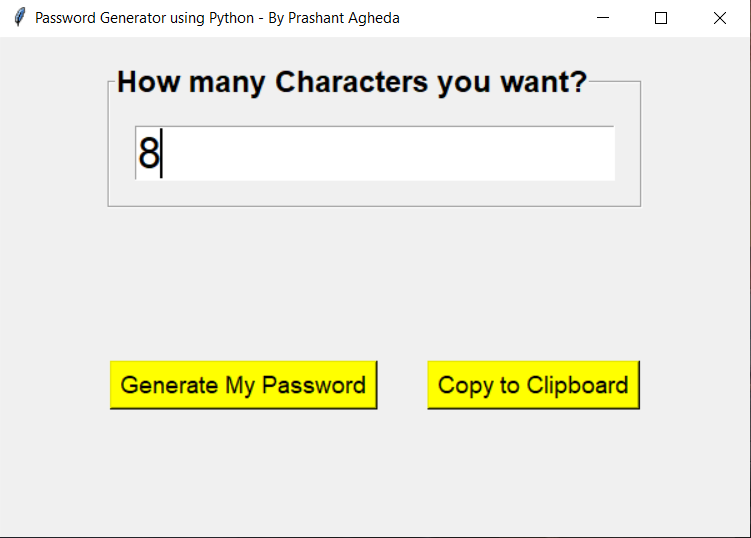 Password Generator using Python - By Prashant Agheda
How many Characters you want?
8
Generate My Password
Copy to Clipboard